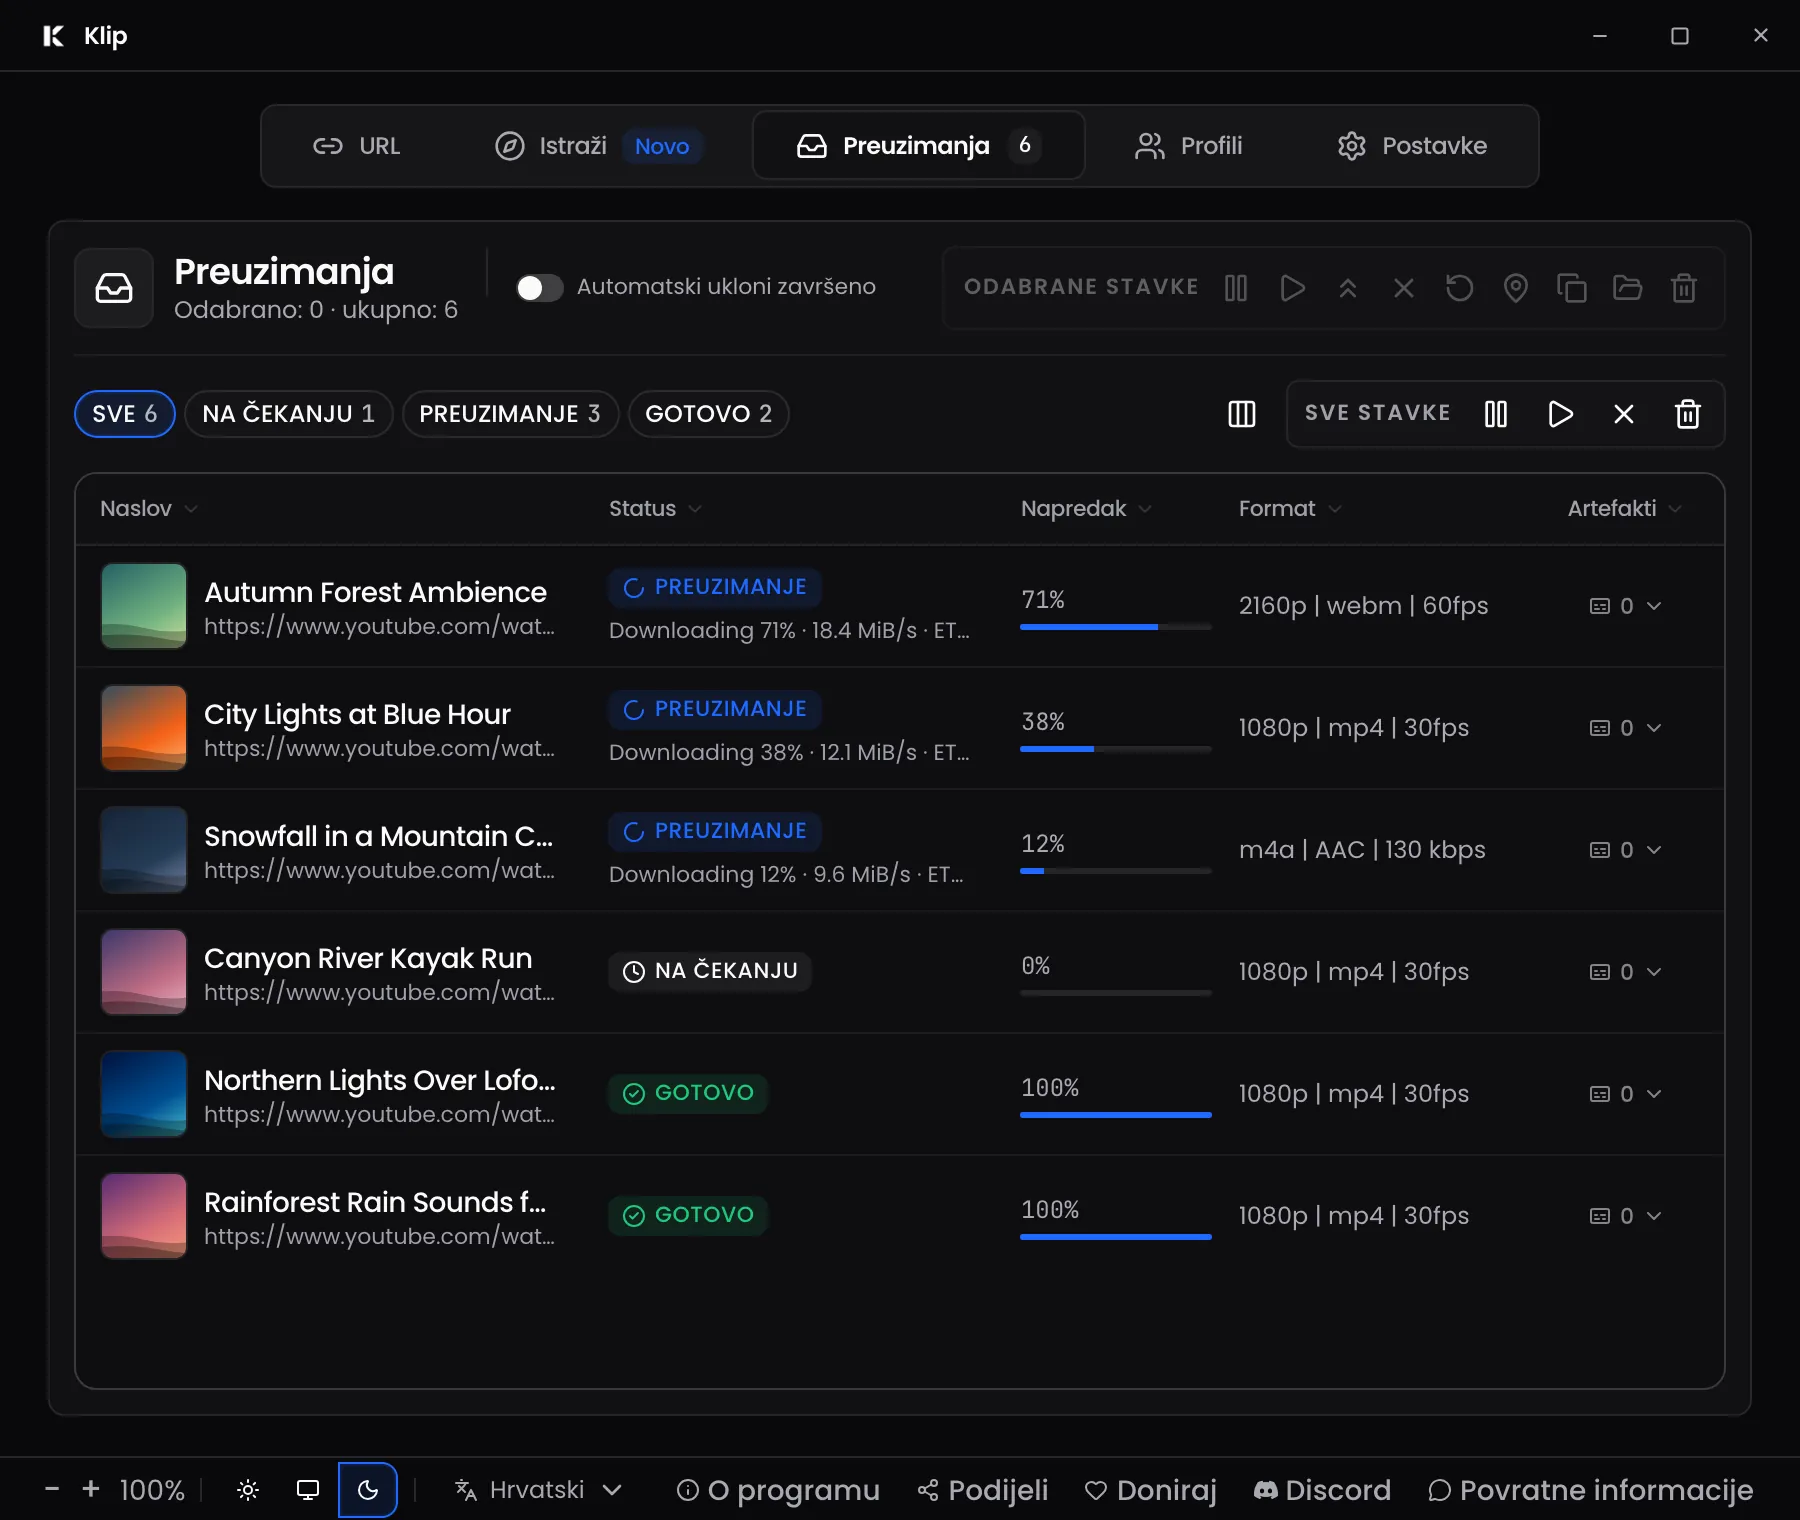 Klip
URL
Istraži Novo
Preuzimanja 6
Profili
Postavke
Preuzimanja
Odabrano: 0 · ukupno: 6
Automatski ukloni završeno
ODABRANE STAVKE
SVE 6
NA ČEKANJU 1
PREUZIMANJE 3
GOTOVO 2
SVE STAVKE
Naslov Status Napredak Format Artefakti
Autumn Forest Ambience
https://www.youtube.com/wat...
PREUZIMANJE
Downloading 71% · 18.4 MiB/s · ET...
71%
2160p | webm | 60fps
0
City Lights at Blue Hour
https://www.youtube.com/wat...
PREUZIMANJE
Downloading 38% · 12.1 MiB/s · ET...
38%
1080p | mp4 | 30fps
0
Snowfall in a Mountain C...
https://www.youtube.com/wat...
PREUZIMANJE
Downloading 12% · 9.6 MiB/s · ET...
12%
m4a | AAC | 130 kbps
0
Canyon River Kayak Run
https://www.youtube.com/wat...
NA ČEKANJU
0%
1080p | mp4 | 30fps
0
Northern Lights Over Lofo...
https://www.youtube.com/wat...
GOTOVO
100%
1080p | mp4 | 30fps
0
Rainforest Rain Sounds f...
https://www.youtube.com/wat...
GOTOVO
100%
1080p | mp4 | 30fps
0
− + 100%
Hrvatski
O programu
Podijeli
Doniraj
Discord
Povratne informacije